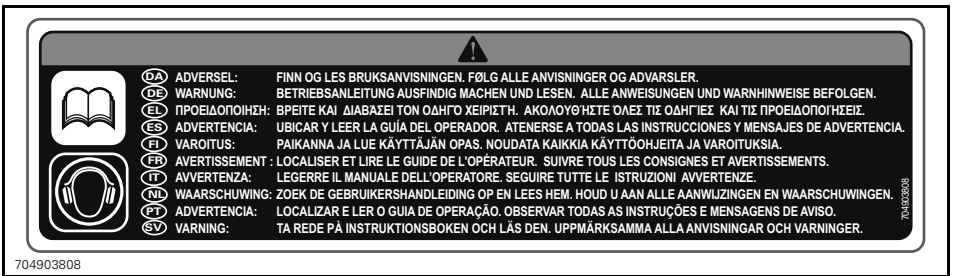 DA ADVERSEL: FINN OG LES BRUKSANVISNINGEN. FØLG ALLE ANVISNINGER OG ADVARSLER.
DE WARNUNG: BETRIEBSANLEITUNG AUSFINDIG MACHEN UND LESEN. ALLE ANWEISUNGEN UND WARNHINWEISE BEFOLGEN.
EL ΠΡΟΕΙΔΟΠΟΙΗΣΗ: ΒΡΕΙΤΕ ΚΑΙ ΔΙΑΒΆΣΕΙ ΤΟΝ ΟΔΗΓΟ ΧΕΙΡΙΣΤΉ. ΑΚΟΛΟΥΘΉΣΤΕ ΌΛΕΣ ΤΙΣ ΟΔΗΓΊΕΣ ΚΑΙ ΤΙΣ ΠΡΟΕΙΔΟΠΟΙΉΣΕΙΣ.
ES ADVERTENCIA: UBICAR Y LEER LA GUÍA DEL OPERADOR. ATENERSE A TODAS LAS INSTRUCCIONES Y MENSAJES DE ADVERTENCIA.
FI VAROITUS: PAIKANNA JA LUE KÄYTTÄJÄN OPAS. NOUDATA KAIKKIA KÄYTTÖOHJEITA JA VAROITUKSIA.
FR AVERTISSEMENT : LOCALISER ET LIRE LE GUIDE DE L'OPÉRATEUR. SUIVRE TOUS LES CONSIGNES ET AVERTISSEMENTS.
IT AVVERTENZA: LEGERRE IL MANUALE DELL'OPERATORE. SEGUIRE TUTTE LE ISTRUZIONI AVVERTENZE.
NL WAARSCHUWING: ZOEK DE GEBRUIKERSHANDLEIDING OP EN LEES HEM. HOUD U AAN ALLE AANWIJZINGEN EN WAARSCHUWINGEN.
PT ADVERTENCIA: LOCALIZAR E LER O GUIA DE OPERAÇÃO. OBSERVAR TODAS AS INSTRUÇÕES E MENSAGENS DE AVISO.
SV VARNING: TA REDE PÅ INSTRUKTIONSBOKEN OCH LÄS DEN. UPPMÄRKSAMMA ALLA ANVISNINGAR OCH VARNINGER.
704903808
704903808